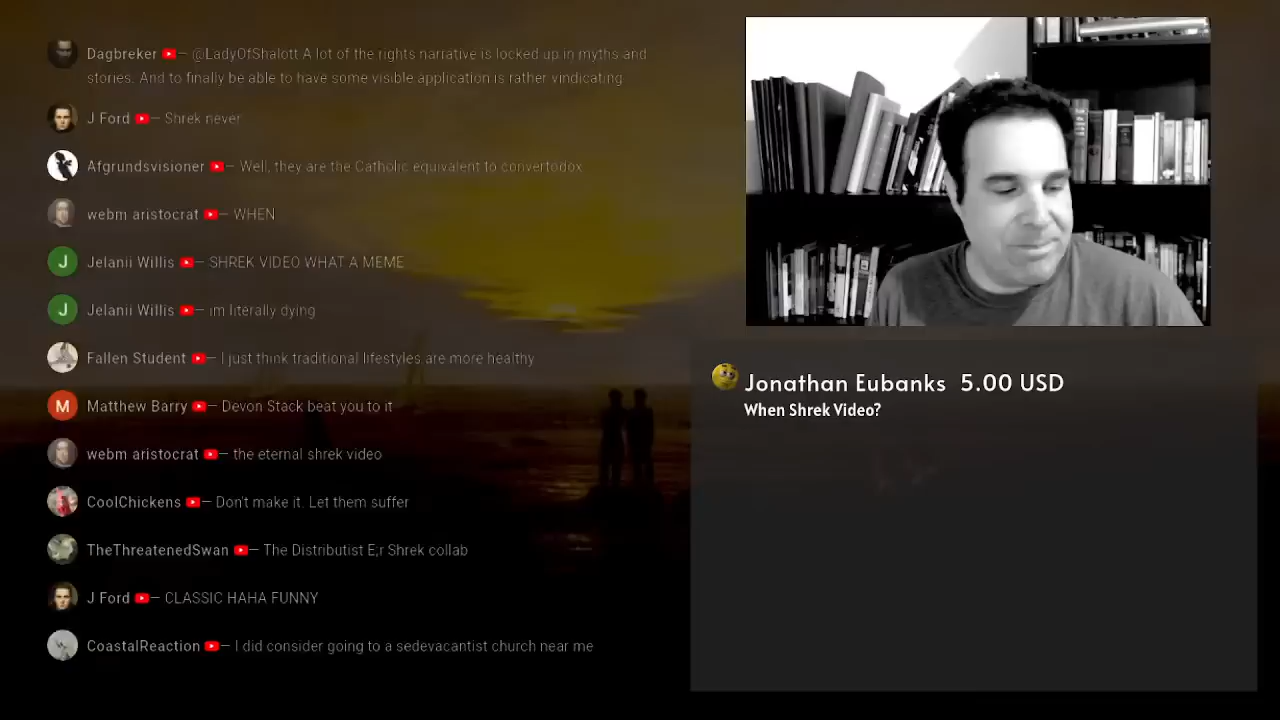 Dagbreker — @LadyOfShalott A lot of the rights narrative is locked up in myths and
stories. And to finally be able to have some visible application is rather vindicating
J Ford — Shrek never
Afgrundsvisioner — Well, they are the Catholic equivalent to convertodox
webm aristocrat — WHEN
J Jelanii Willis — SHREK VIDEO WHAT A MEME
J Jelanii Willis — im literally dying
Fallen Student — I just think traditional lifestyles are more healthy
M Matthew Barry — Devon Stack beat you to it
webm aristocrat — the eternal shrek video
CoolChickens — Don't make it. Let them suffer
TheThreatenedSwan — The Distributist E;r Shrek collab
J Ford — CLASSIC HAHA FUNNY
CoastalReaction — I did consider going to a sedevacantist church near me
Jonathan Eubanks 5.00 USD
When Shrek Video?